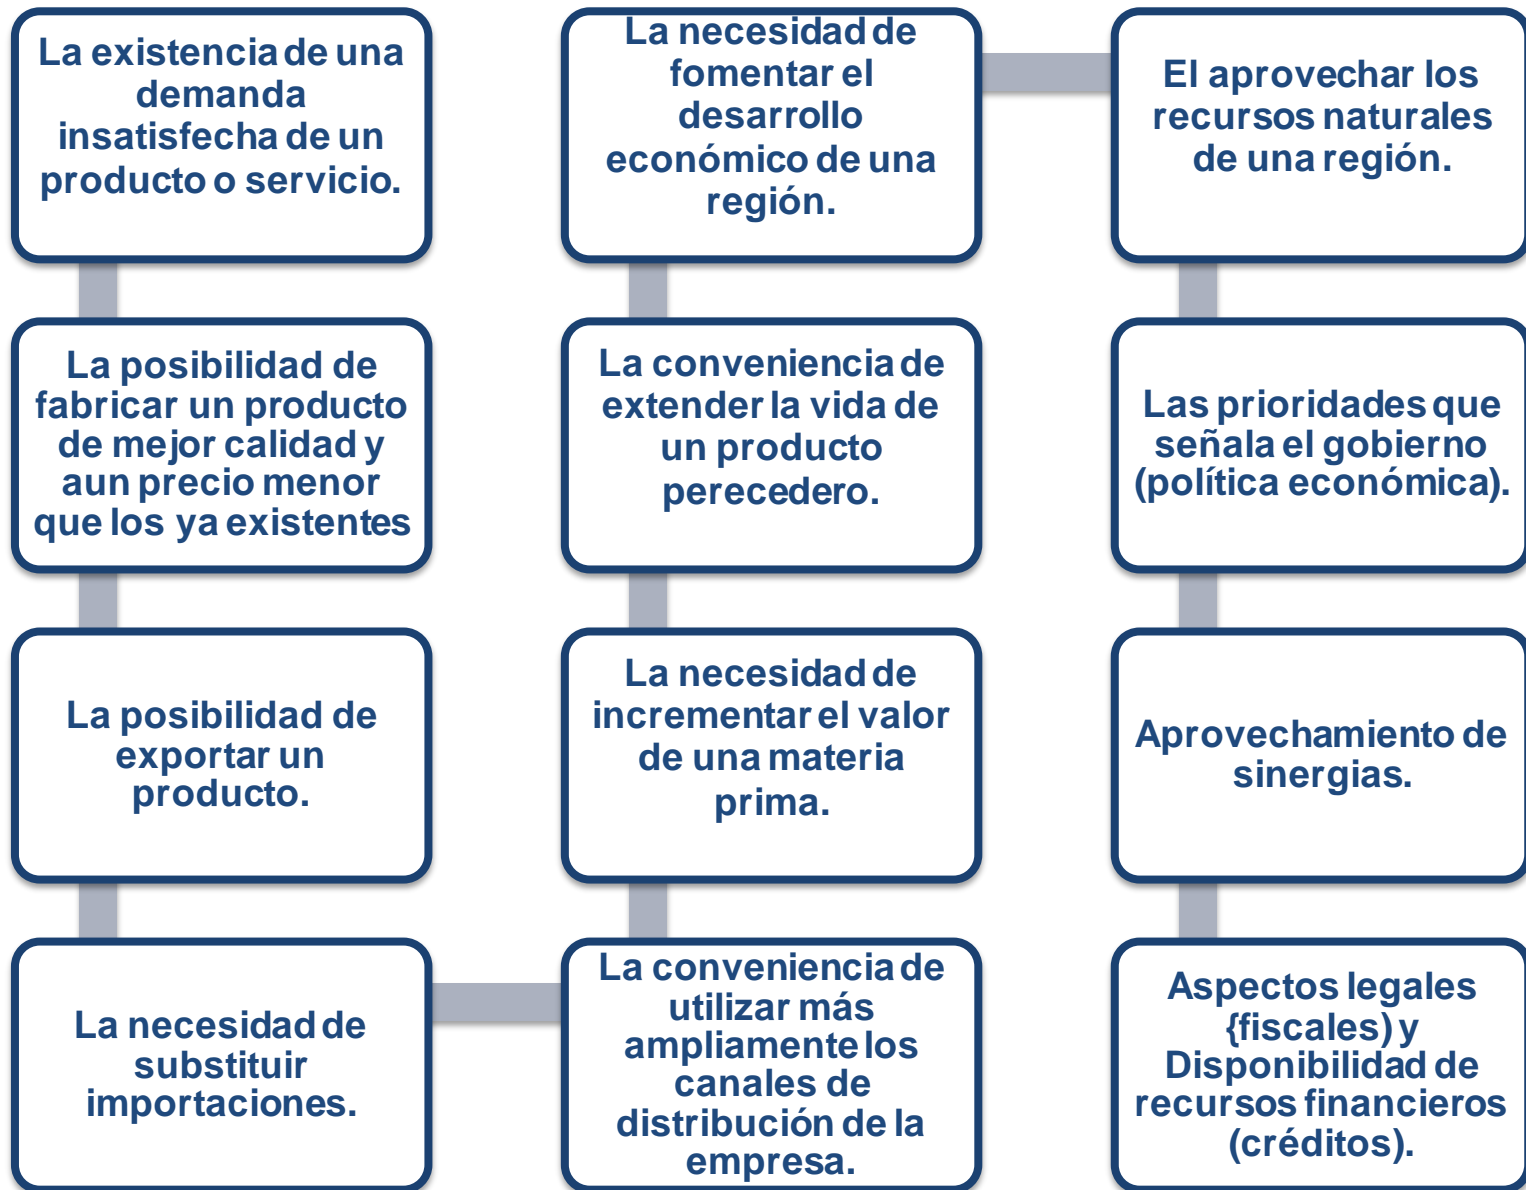 La existencia de una
demanda
insatisfecha de un
producto o servicio.
La posibilidad de
fabricar un producto
de mejor calidad y
aun precio menor
que los ya existentes
La posibilidad de
exportar un
producto.
La necesidad de
substituir
importaciones.
La conveniencia de
utilizar más
ampliamente los
canales de
distribución de la
empresa.
La necesidad de
incrementar el valor
de una materia
prima.
La conveniencia de
extender la vida de
un producto
perecedero.
La necesidad de
fomentar el
desarrollo
económico de una
región.
El aprovechar los
recursos naturales
de una región.
Las prioridades que
señala el gobierno
(política económica).
Aprovechamiento de
sinergias.
Aspectos legales
{fiscales) y
Disponibilidad de
recursos financieros
(créditos).